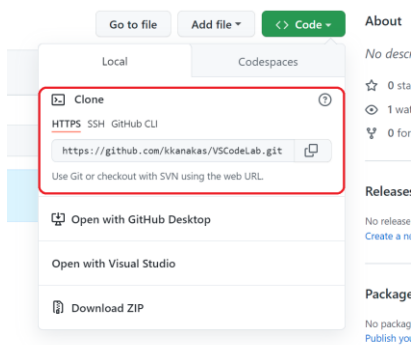 Go to file Add file <> Code
Local Codespaces
Clone
HTTPS SSH GitHub CLI
https://github.com/kkanakas/VSCodeLab.git
Use Git or checkout with SVN using the web URL.
Open with GitHub Desktop
Open with Visual Studio
Download ZIP
About
No descr
0 sta
1 wat
0 for
Releases
No release
Create a ne
Package
No packag
Publish you